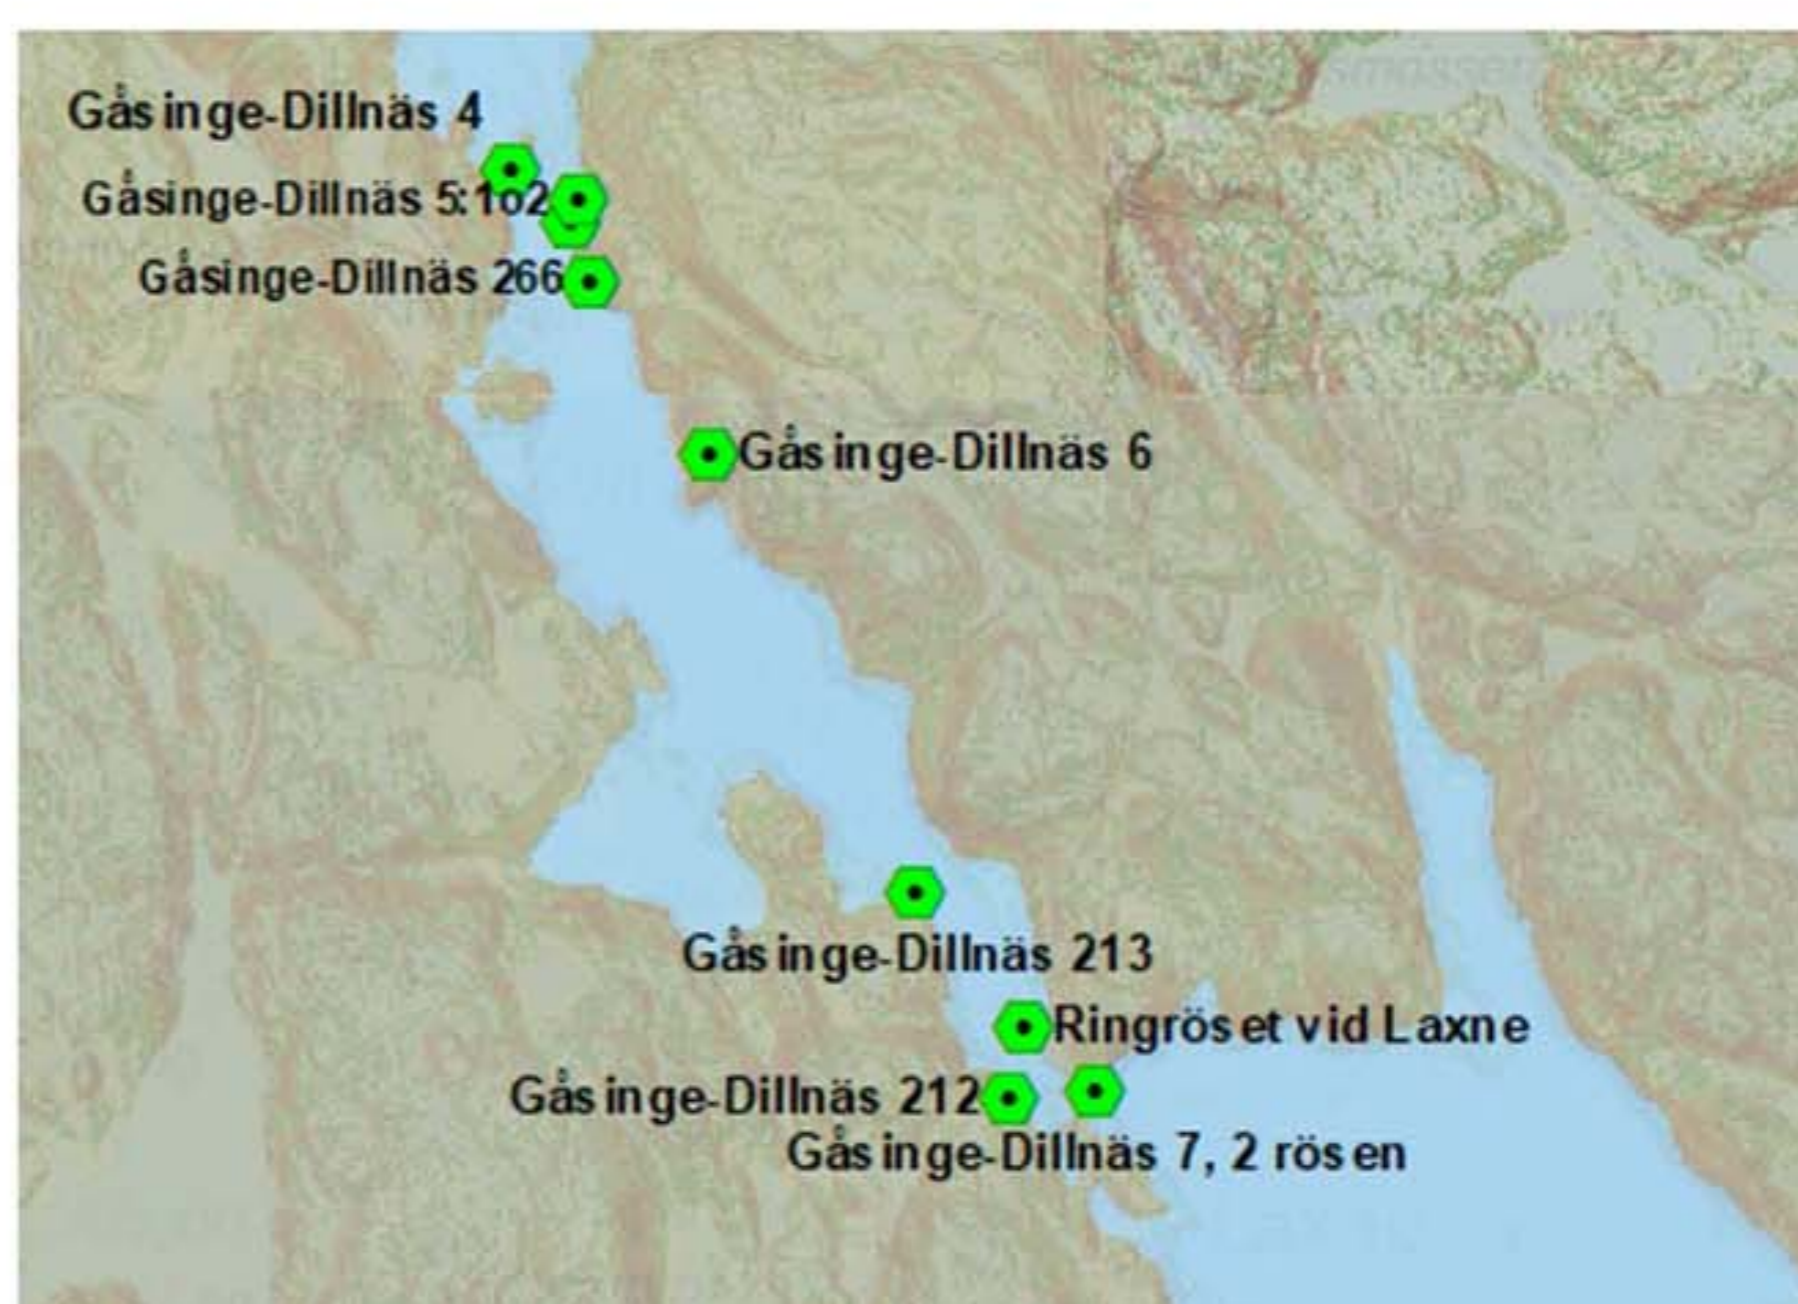 Gåsinge-Dillnäs 4
Gåsinge-Dillnäs 5:1o2
Gåsinge-Dillnäs 266
Gåsinge-Dillnäs 6
Gåsinge-Dillnäs 213
Ringröset vid Laxne
Gåsinge-Dillnäs 212
Gåsinge-Dillnäs 7, 2 rösen